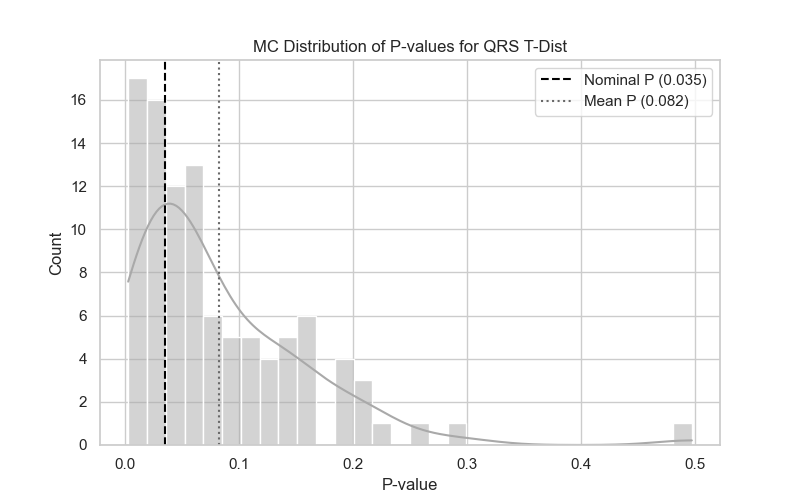 MC Distribution of P-values for QRS T-Dist
Nominal P (0.035)
Mean P (0.082)
16
14
12
10
8
6
4
2
0
Count
0.0 0.1 0.2 0.3 0.4 0.5
P-value